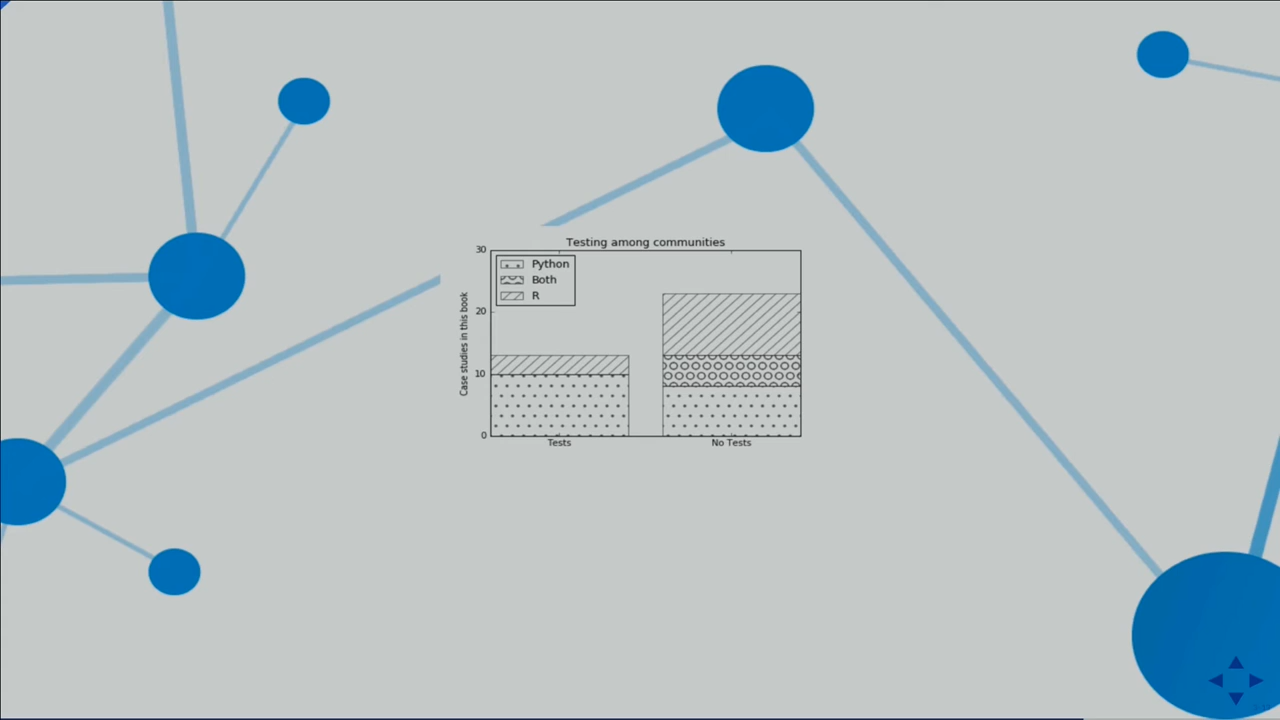 Testing among communities
30
20
10
0
Case studies in this book
Python
Both
R
Tests
No Tests